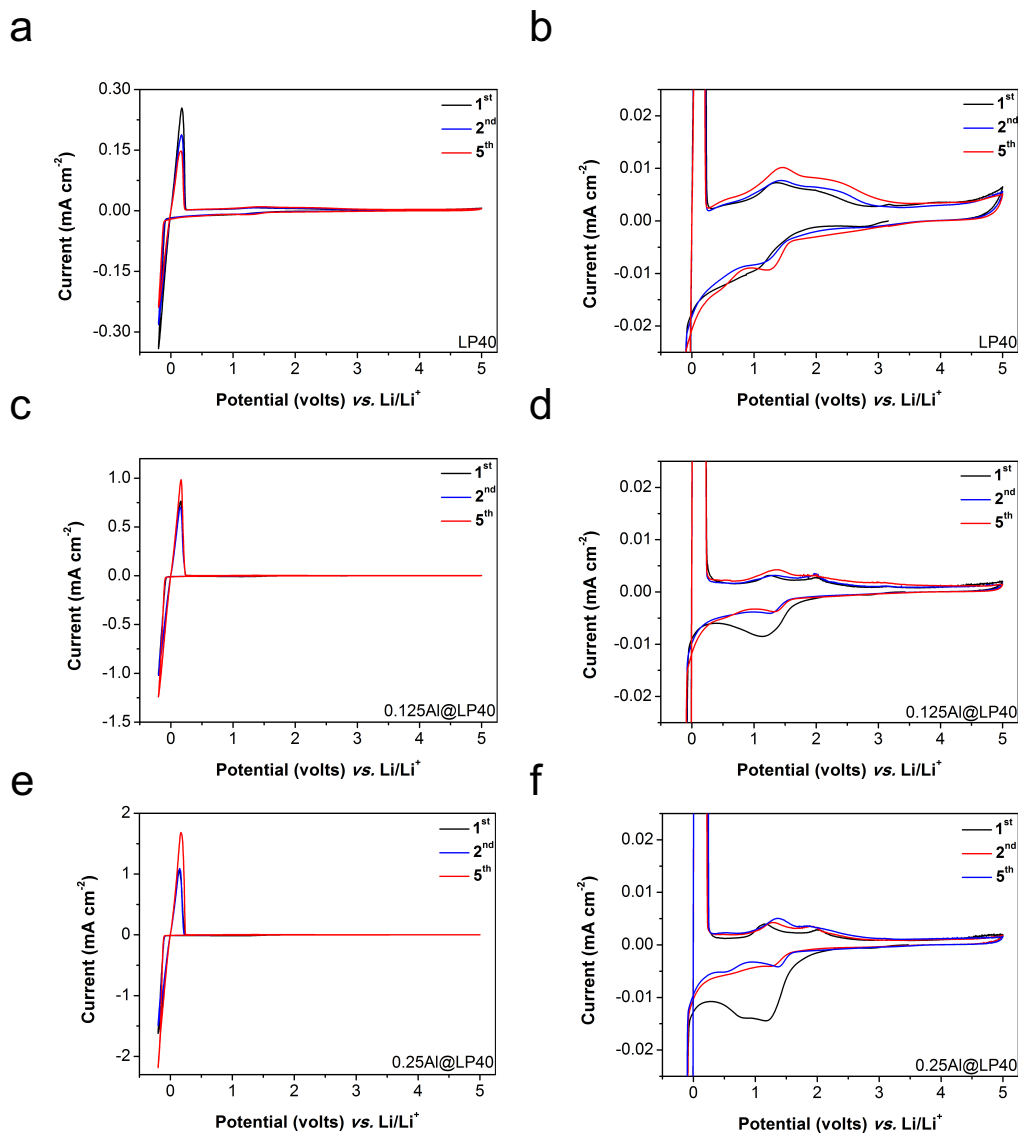 a
0.30
0.15
0.00
-0.15
-0.30
Current (mA cm-2)
1st
2nd
5th
LP40
0 1 2 3 4 5
Potential (volts) vs. Li/Li+
b
0.02
0.01
0.00
-0.01
-0.02
Current (mA cm-2)
1st
2nd
5th
LP40
0 1 2 3 4 5
Potential (volts) vs. Li/Li+
c
1.0
0.5
0.0
-0.5
-1.0
-1.5
Current (mA cm-2)
1st
2nd
5th
0.125Al@LP40
0 1 2 3 4 5
Potential (volts) vs. Li/Li+
d
0.02
0.01
0.00
-0.01
-0.02
Current (mA cm-2)
1st
2nd
5th
0.125Al@LP40
0 1 2 3 4 5
Potential (volts) vs. Li/Li+
e
2
1
0
-1
-2
Current (mA cm-2)
1st
2nd
5th
0.25Al@LP40
0 1 2 3 4 5
Potential (volts) vs. Li/Li+
f
0.02
0.01
0.00
-0.01
-0.02
Current (mA cm-2)
1st
2nd
5th
0.25Al@LP40
0 1 2 3 4 5
Potential (volts) vs. Li/Li+